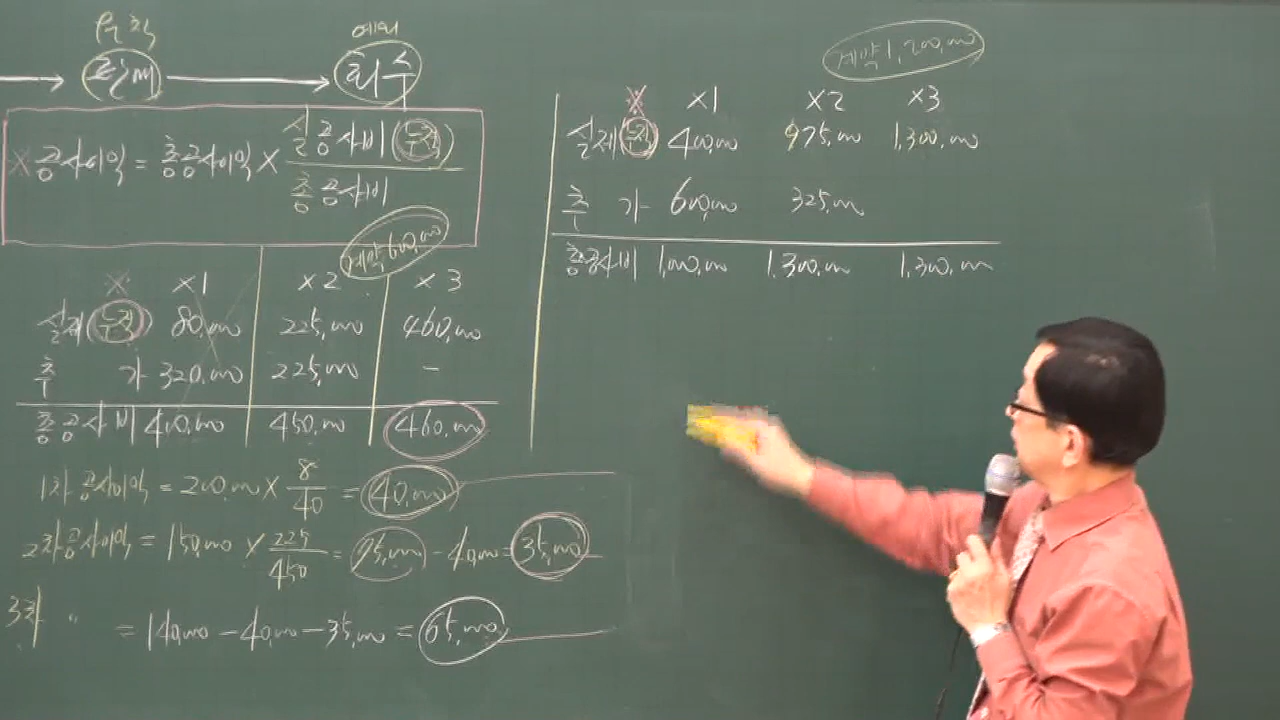 예외
회수
※ 공사이익 = 총공사이익 × 실공사비(누적) / 총공사비
계약 600,000
※ ×1 ×2 ×3
실제(누적) 80,000 225,000 460,000
추가 320,000 225,000 -
총공사비 400,000 450,000 460,000
1차 공사이익 = 200,000 × 8/40 = 40,000
2차 공사이익 = 150,000 × 225/450 = 75,000 - 40,000 = 35,000
3차 〃 = 140,000 - 40,000 - 35,000 = 65,000
계약 1,200,000
※ ×1 ×2 ×3
실제 누적 400,000 975,000 1,300,000
추가 600,000 325,000
총공사비 1,000,000 1,300,000 1,300,000